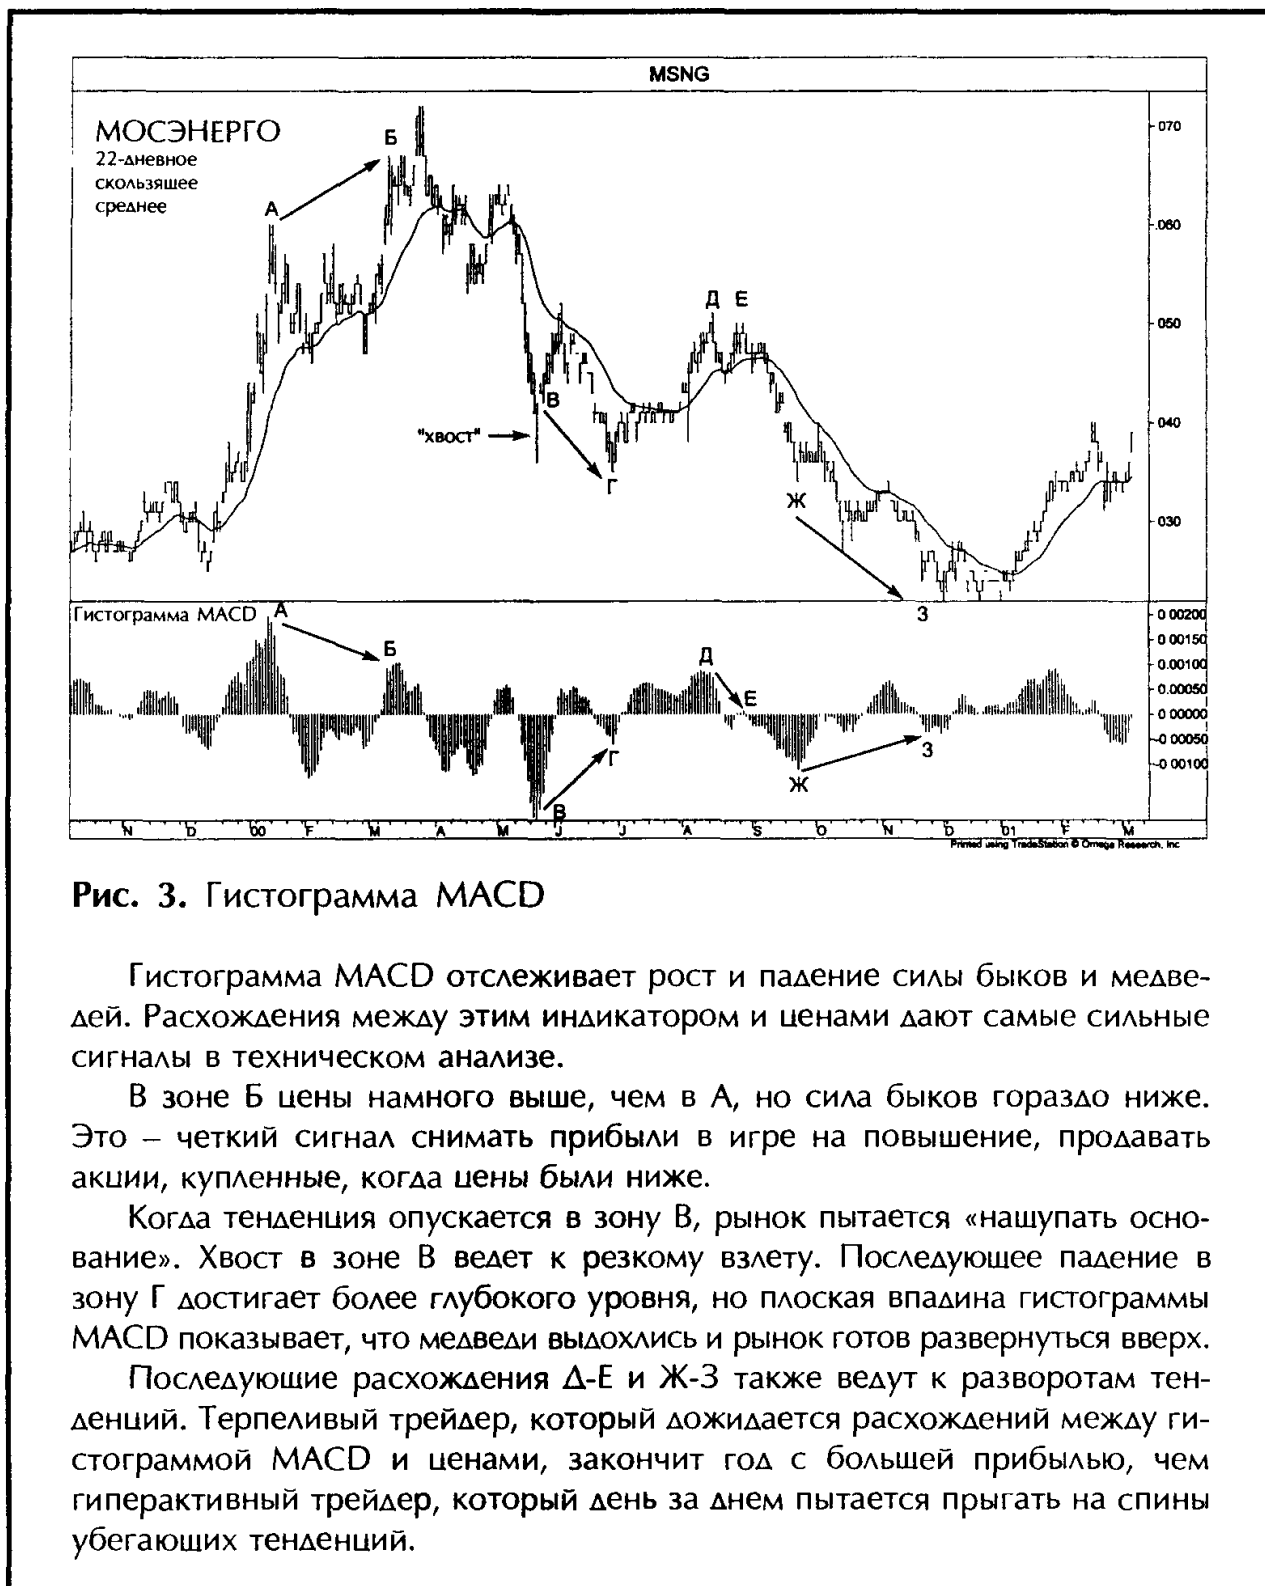 MSNG
МОСЭНЕРГО
22-дневное
скользящее
среднее
А
Б
"хвост"
В
Г
Д Е
Ж
З
070
.060
050
040
030
Гистограмма MACD
А
Б
В
Г
Д
Е
Ж
З
0 00200
0 00150
0 00100
0.00050
0 00000
-0 00050
-0 00100
N D 00 F M A M J J A S O N D 01 F M
Printed using TradeStation © Omega Research, Inc
Рис. 3. Гистограмма MACD
Гистограмма MACD отслеживает рост и падение силы быков и медве-
дей. Расхождения между этим индикатором и ценами дают самые сильные
сигналы в техническом анализе.
В зоне Б цены намного выше, чем в А, но сила быков гораздо ниже.
Это – четкий сигнал снимать прибыли в игре на повышение, продавать
акции, купленные, когда цены были ниже.
Когда тенденция опускается в зону В, рынок пытается «нащупать осно-
вание». Хвост в зоне В ведет к резкому взлету. Последующее падение в
зону Г достигает более глубокого уровня, но плоская впадина гистограммы
MACD показывает, что медведи выдохлись и рынок готов развернуться вверх.
Последующие расхождения Д-Е и Ж-З также ведут к разворотам тен-
денций. Терпеливый трейдер, который дожидается расхождений между ги-
стограммой MACD и ценами, закончит год с большей прибылью, чем
гиперактивный трейдер, который день за днем пытается прыгать на спины
убегающих тенденций.